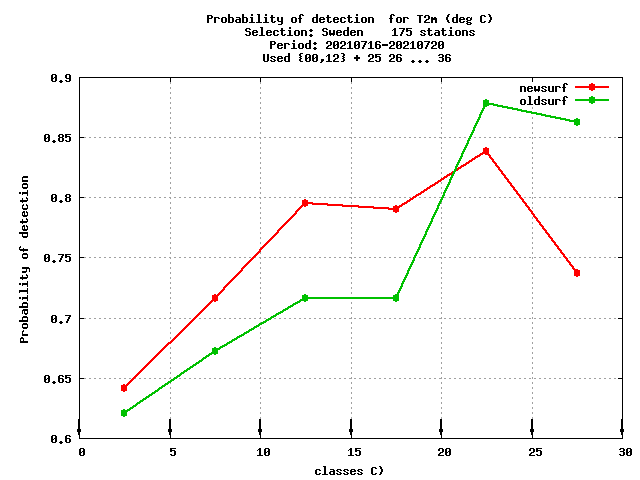 Probability of detection  for T2m (deg C)
Selection: Sweden    175 stations
Period: 20210716-20210720
Used {00,12} + 25 26 ... 36
newsurf
oldsurf
0.9
0.85
0.8
0.75
0.7
0.65
0.6
Probability of detection
0 5 10 15 20 25 30
classes C)